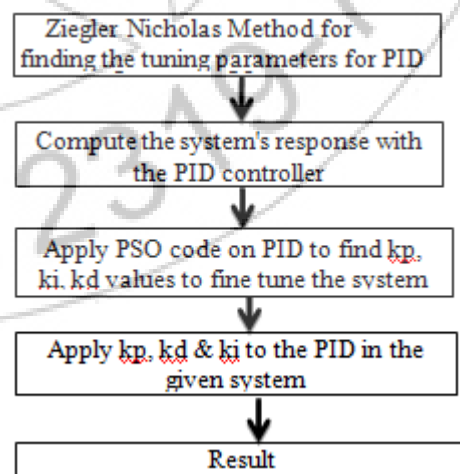 Ziegler Nicholas Method for
finding the tuning parameters for PID
Compute the system's response with
the PID controller
Apply PSO code on PID to find kp,
ki, kd values to fine tune the system
Apply kp, kd & ki to the PID in the
given system
Result
2319-